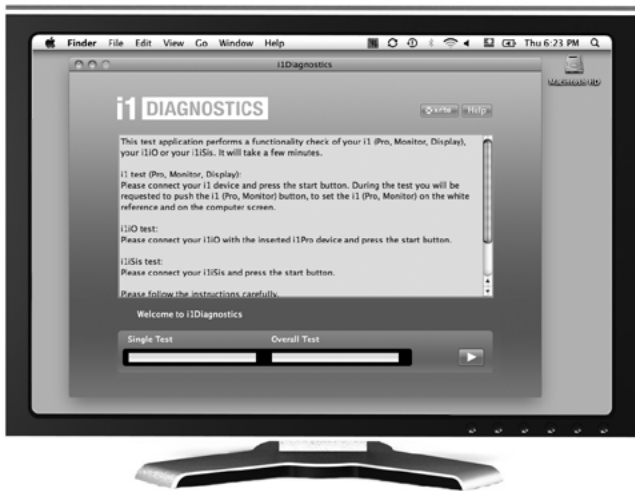 Finder File Edit View Go Window Help Thu 6:23 PM
i1Diagnostics
Macintosh HD
i1 DIAGNOSTICS
x·rite Help
This test application performs a functionality check of your i1 (Pro, Monitor, Display),
your i1iO or your i1iSis. It will take a few minutes.
i1 test (Pro, Monitor, Display):
Please connect your i1 device and press the start button. During the test you will be
requested to push the i1 (Pro, Monitor) button, to set the i1 (Pro, Monitor) on the white
reference and on the computer screen.
i1iO test:
Please connect your i1iO with the inserted i1Pro device and press the start button.
i1iSis test:
Please connect your i1iSis and press the start button.
Please follow the instructions carefully.
Welcome to i1Diagnostics
Single Test Overall Test